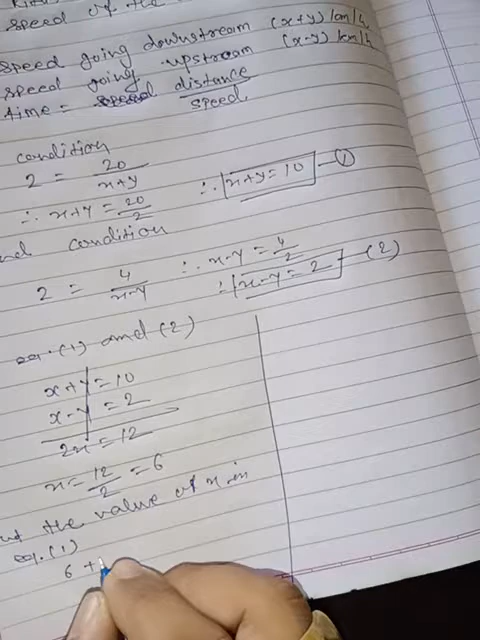 speed of the
speed going downstream (x+y) km/h
speed going upstream (x-y) km/h
time = distance / speed
condition
2 = 20 / x+y
∴ x+y = 20/2 ∴ x+y = 10 - ①
condition
2 = 4 / x-y ∴ x-y = 4/2
∴ x-y = 2 - (2)
eq. (1) and (2)
x+y = 10
x-y = 2
2x = 12
x = 12/2 = 6
the value of x in
eq. (1)
6 +